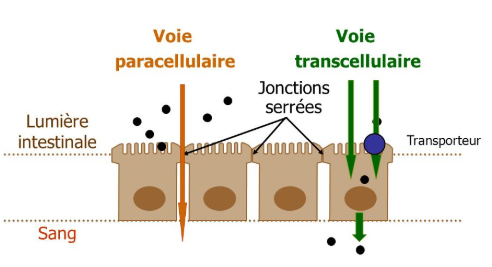 Voie
paracellulaire
Voie
transcellulaire
Jonctions
serrées
Lumière
intestinale
Transporteur
Sang